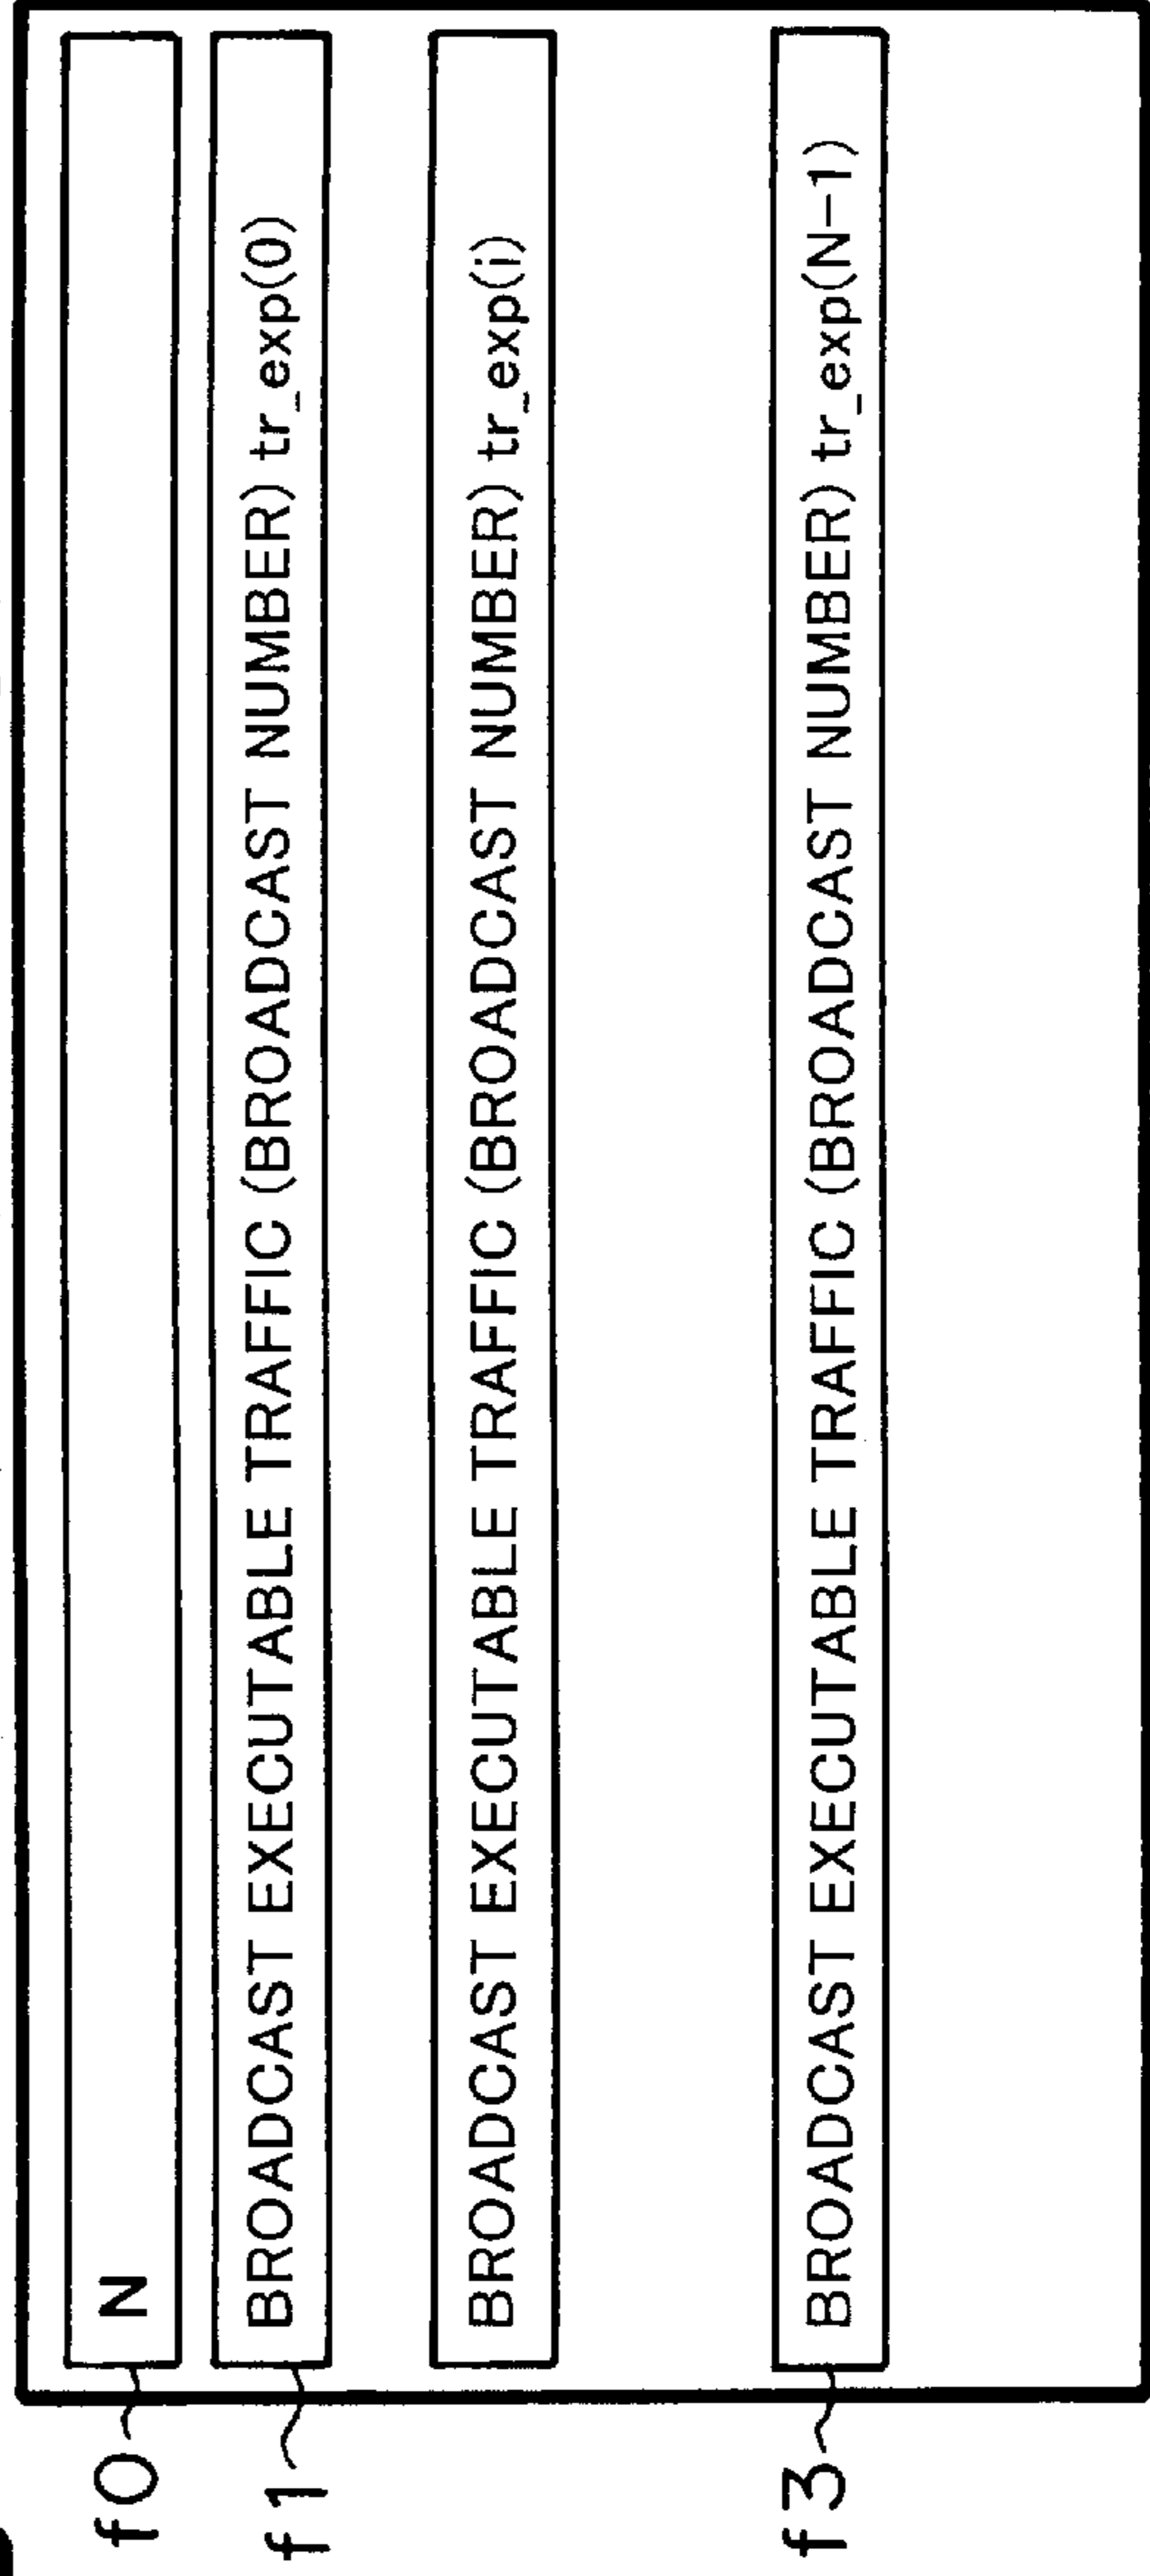 f0 N
f1 BROADCAST EXECUTABLE TRAFFIC (BROADCAST NUMBER) tr_exp(0)
BROADCAST EXECUTABLE TRAFFIC (BROADCAST NUMBER) tr_exp(i)
f3 BROADCAST EXECUTABLE TRAFFIC (BROADCAST NUMBER) tr_exp(N-1)